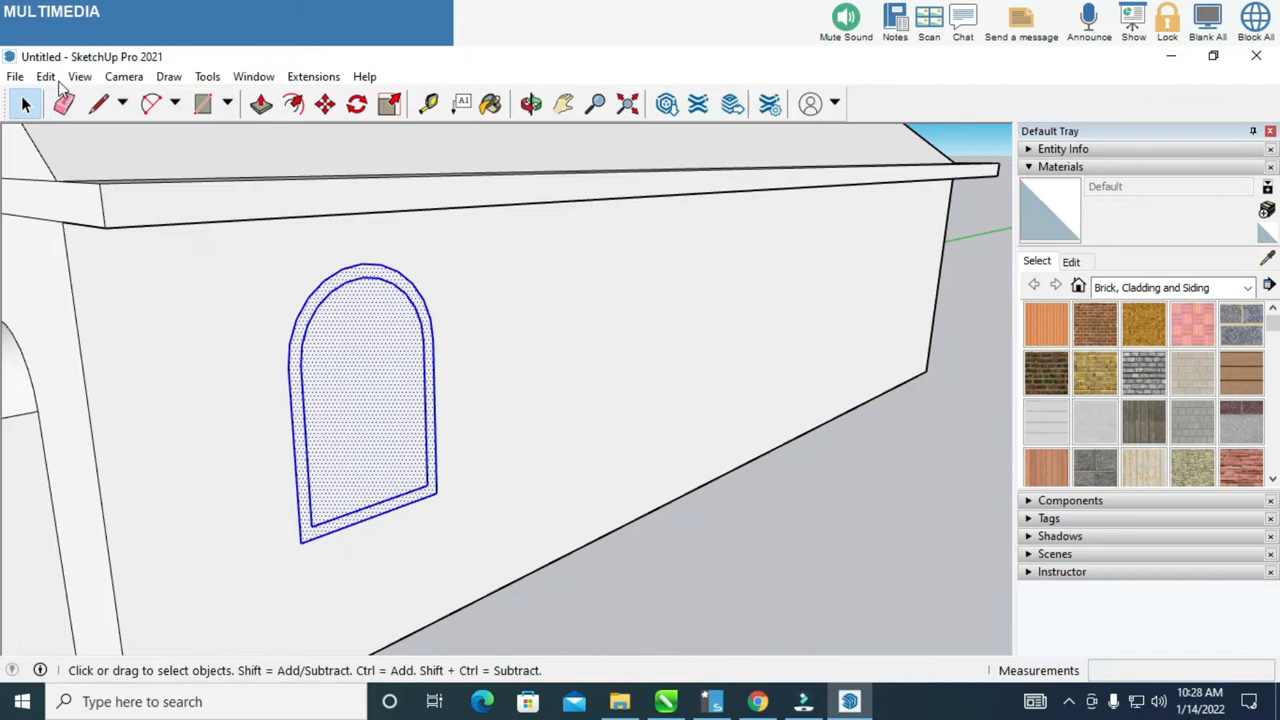 MULTIMEDIA
Mute Sound Notes Scan Chat Send a message Announce Show Lock Blank All Block All
Untitled - SketchUp Pro 2021
File Edit View Camera Draw Tools Window Extensions Help
A1
Default Tray
Entity Info
Materials
Default
Select Edit
Brick, Cladding and Siding
Components
Tags
Shadows
Scenes
Instructor
Click or drag to select objects. Shift = Add/Subtract. Ctrl = Add. Shift + Ctrl = Subtract.
Measurements
Type here to search
10:28 AM
1/14/2022